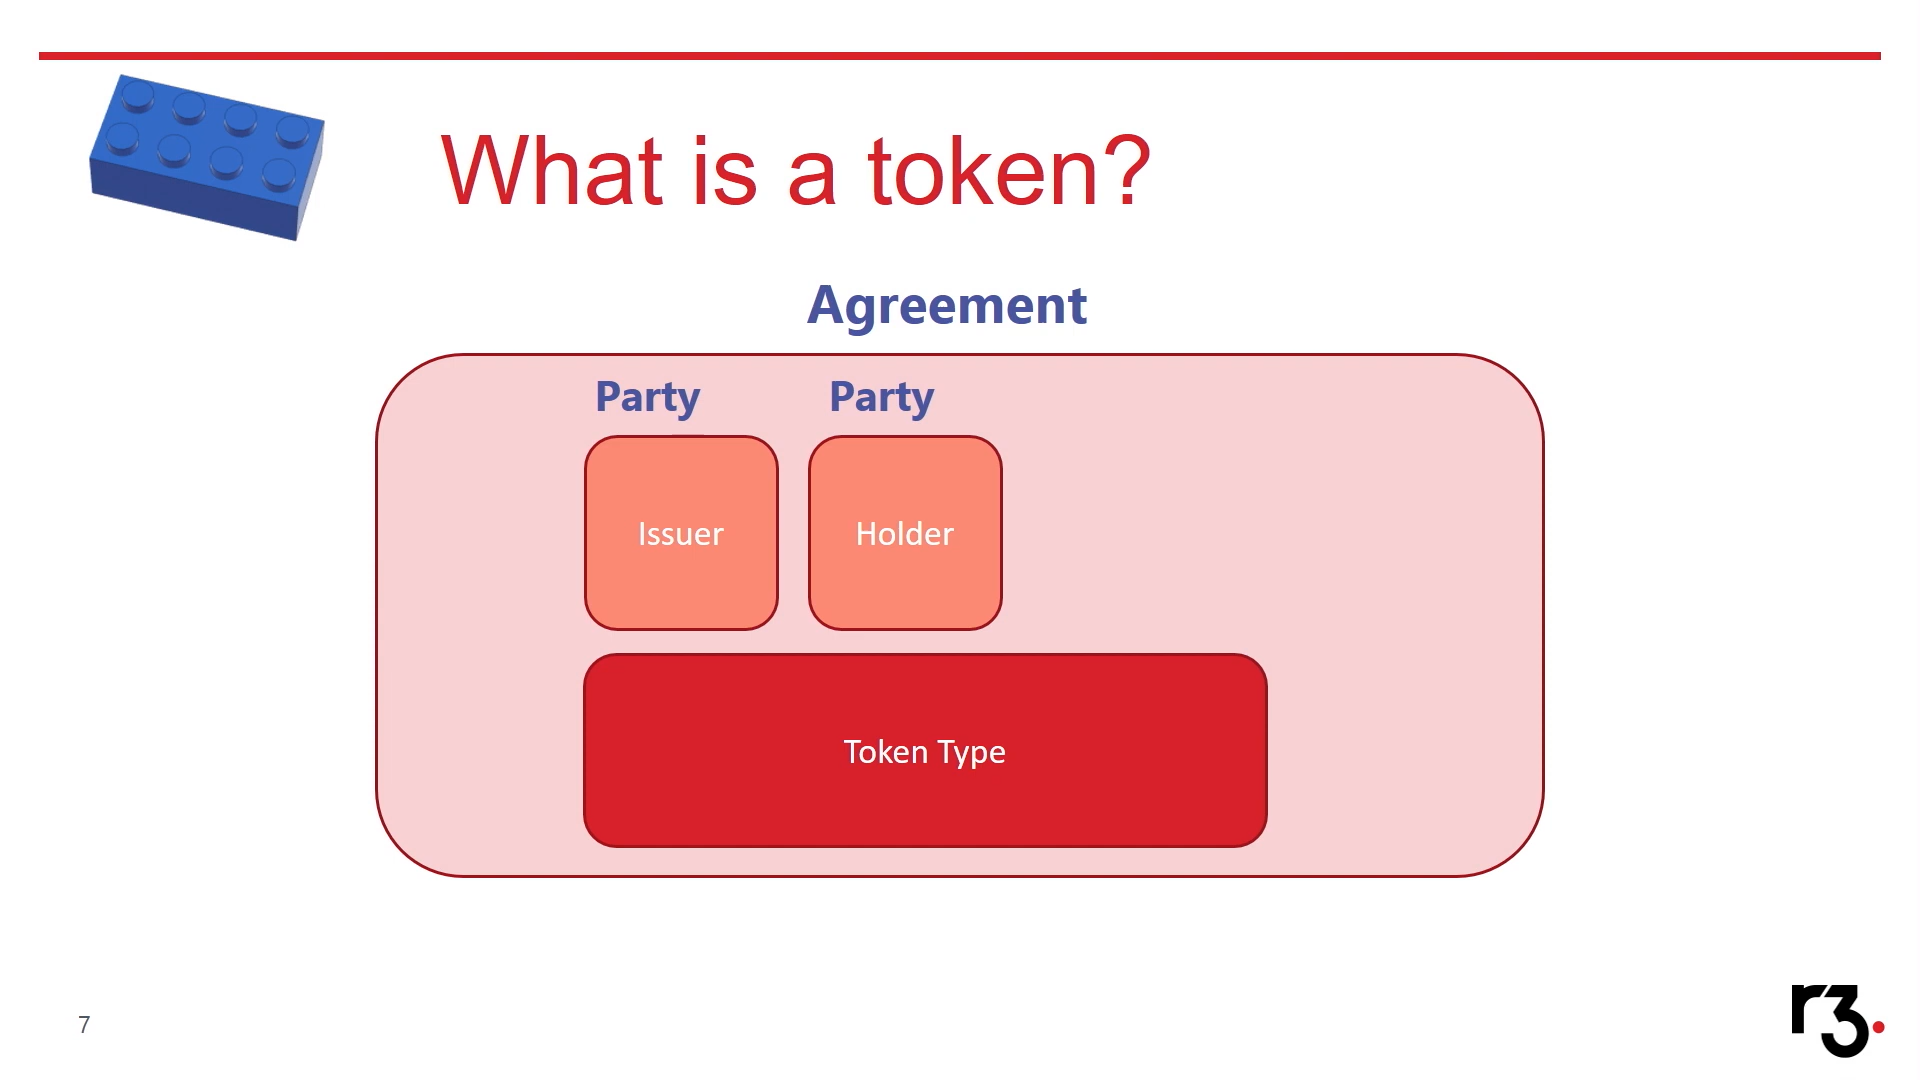 What is a token?
Agreement
Party Party
Issuer Holder
Token Type
7
r3.